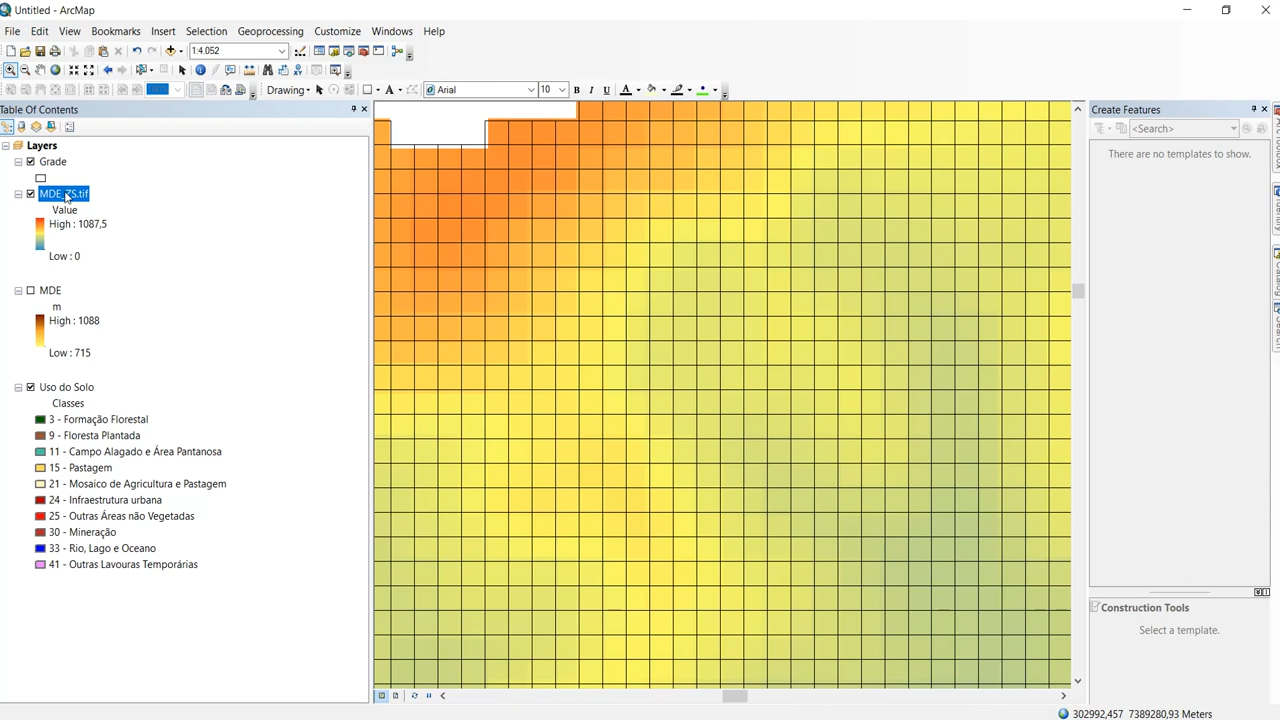 Untitled - ArcMap
File Edit View Bookmarks Insert Selection Geoprocessing Customize Windows Help
1:4.052
100%
Drawing
Arial 10 B I U A
Table Of Contents
Create Features
<Search>
There are no templates to show.
Layers
Grade
MDE_ZS.tif
Value
High : 1087,5
Low : 0
MDE
m
High : 1088
Low : 715
Uso do Solo
Classes
3 - Formação Florestal
9 - Floresta Plantada
11 - Campo Alagado e Área Pantanosa
15 - Pastagem
21 - Mosaico de Agricultura e Pastagem
24 - Infraestrutura urbana
25 - Outras Áreas não Vegetadas
30 - Mineração
33 - Rio, Lago e Oceano
41 - Outras Lavouras Temporárias
Construction Tools
Select a template.
302992,457 7389280,93 Meters